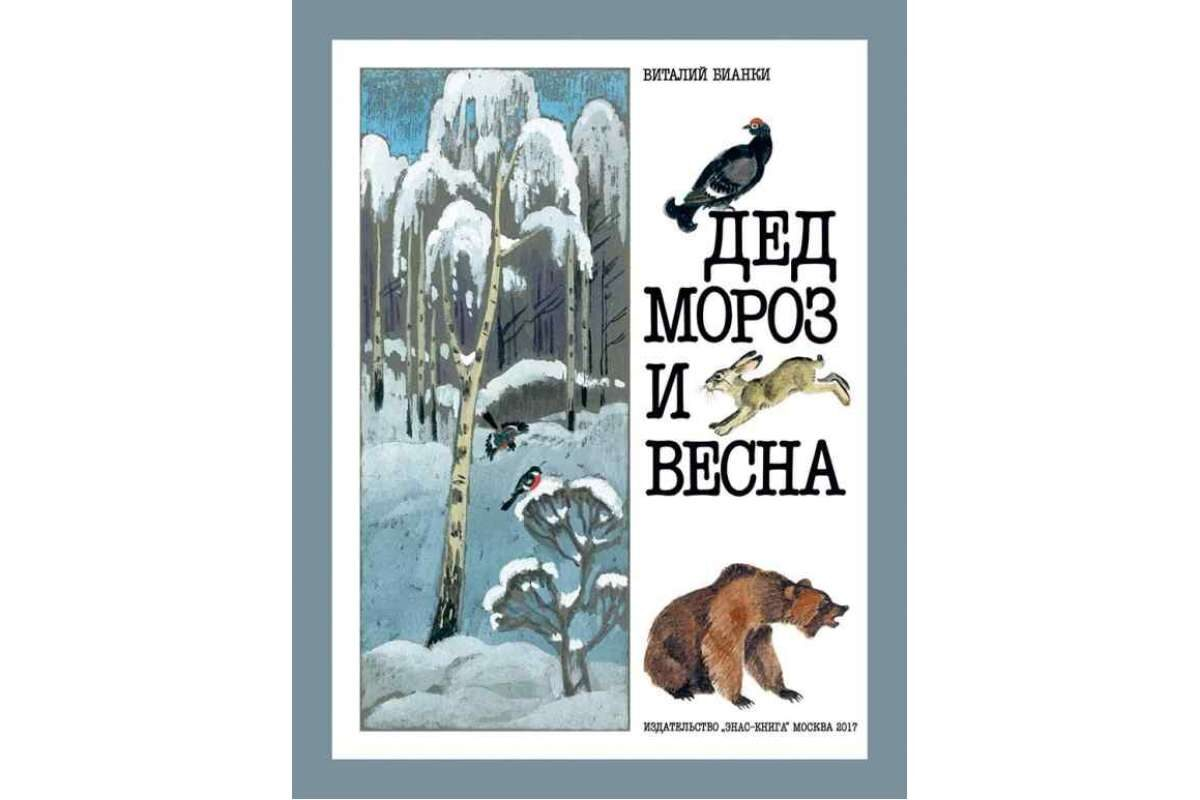 ВИТАЛИЙ БИАНКИ
ДЕД
МОРОЗ
И
ВЕСНА
ИЗДАТЕЛЬСТВО „ЭНАС-КНИГА” МОСКВА 2017